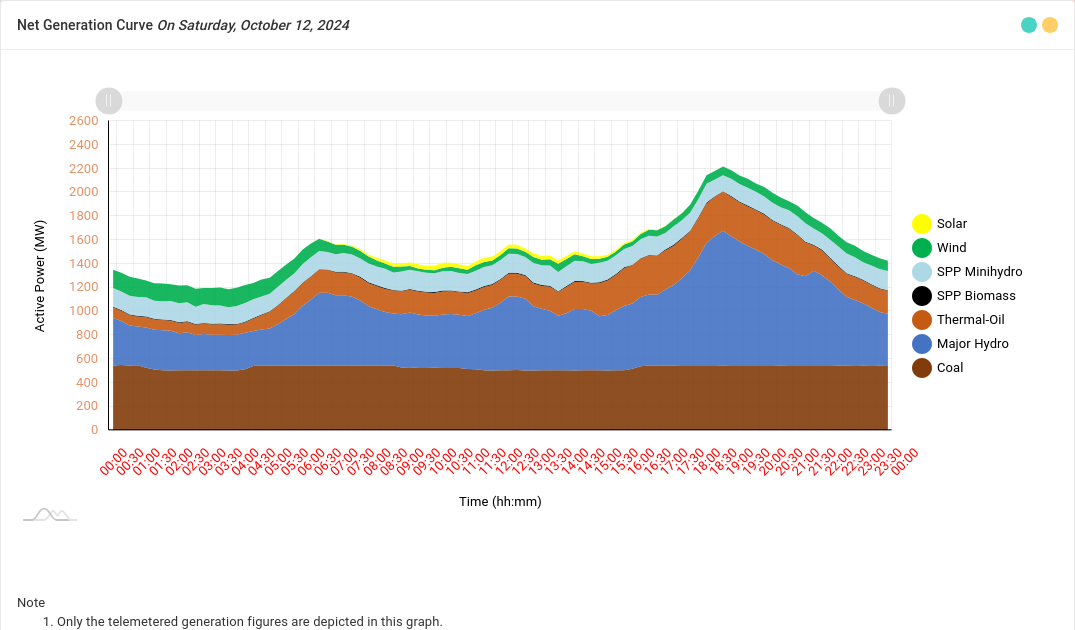 Net Generation Curve On Saturday, October 12, 2024
2600
2400
2200
2000
1800
1600
1400
1200
1000
800
600
400
200
0
Active Power (MW)
00:00 00:30 01:00 01:30 02:00 02:30 03:00 03:30 04:00 04:30 05:00 05:30 06:00 06:30 07:00 07:30 08:00 08:30 09:00 09:30 10:00 10:30 11:00 11:30 12:00 12:30 13:00 13:30 14:00 14:30 15:00 15:30 16:00 16:30 17:00 17:30 18:00 18:30 19:00 19:30 20:00 20:30 21:00 21:30 22:00 22:30 23:00 23:30 00:00
Time (hh:mm)
Solar
Wind
SPP Minihydro
SPP Biomass
Thermal-Oil
Major Hydro
Coal
Note
1. Only the telemetered generation figures are depicted in this graph.